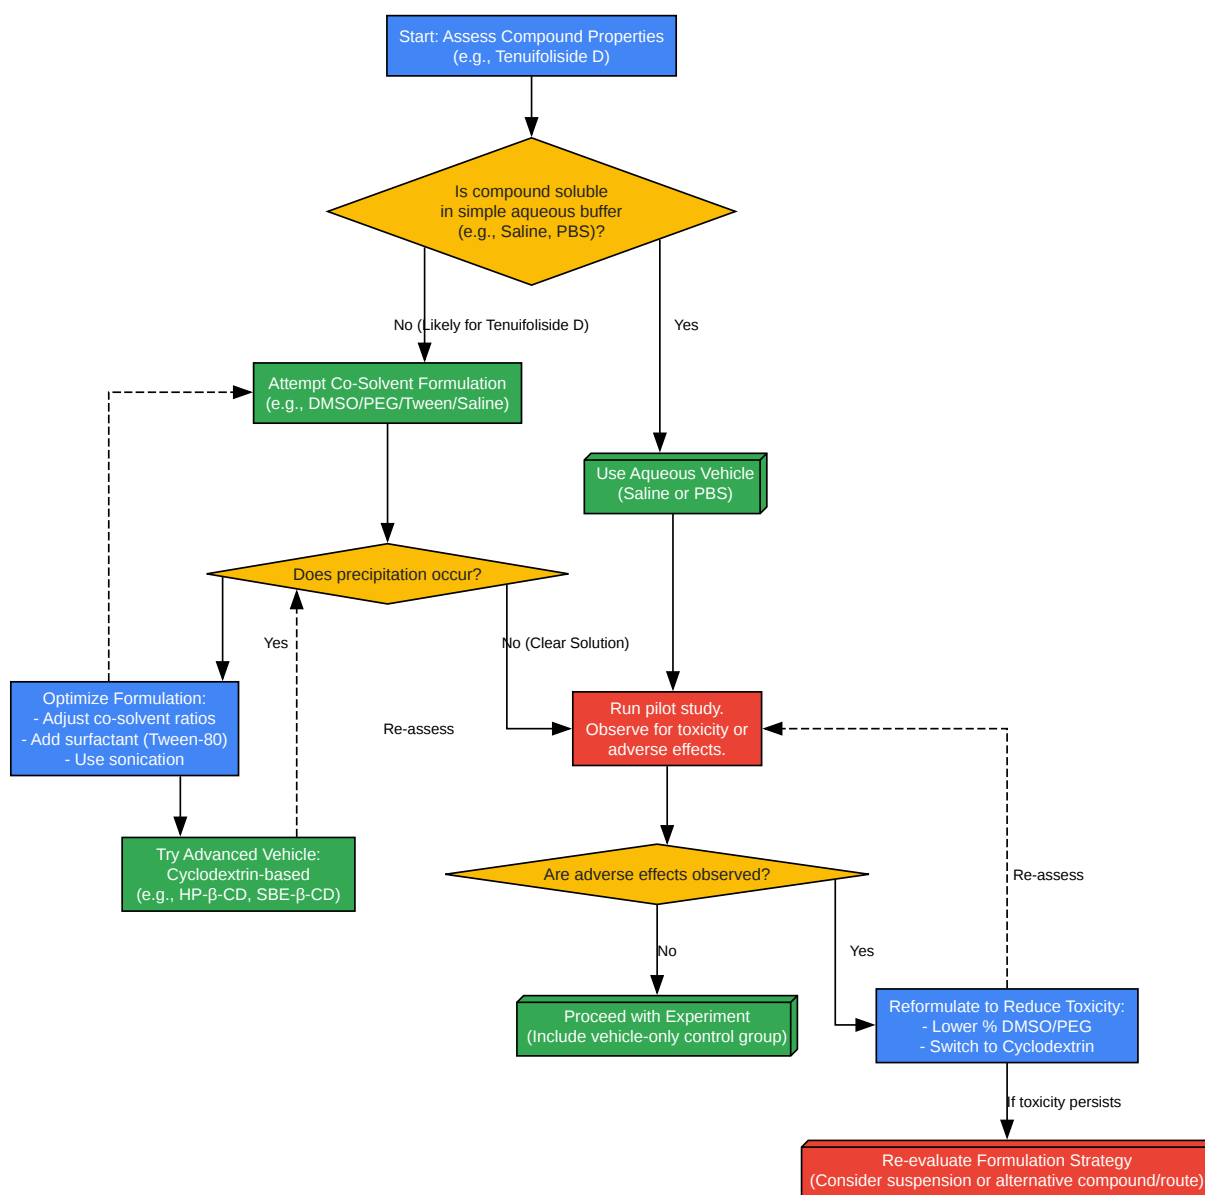 Start: Assess Compound Properties
(e.g., Tenuifoliside D)
Is compound soluble
in simple aqueous buffer
(e.g., Saline, PBS)?
No (Likely for Tenuifoliside D)
Yes
Attempt Co-Solvent Formulation
(e.g., DMSO/PEG/Tween/Saline)
Use Aqueous Vehicle
(Saline or PBS)
Does precipitation occur?
Yes
No (Clear Solution)
Optimize Formulation:
- Adjust co-solvent ratios
- Add surfactant (Tween-80)
- Use sonication
Re-assess
Run pilot study.
Observe for toxicity or
adverse effects.
Try Advanced Vehicle:
Cyclodextrin-based
(e.g., HP-β-CD, SBE-β-CD)
Are adverse effects observed?
Re-assess
No
Yes
Proceed with Experiment
(Include vehicle-only control group)
Reformulate to Reduce Toxicity:
- Lower % DMSO/PEG
- Switch to Cyclodextrin
If toxicity persists
Re-evaluate Formulation Strategy
(Consider suspension or alternative compound/route)